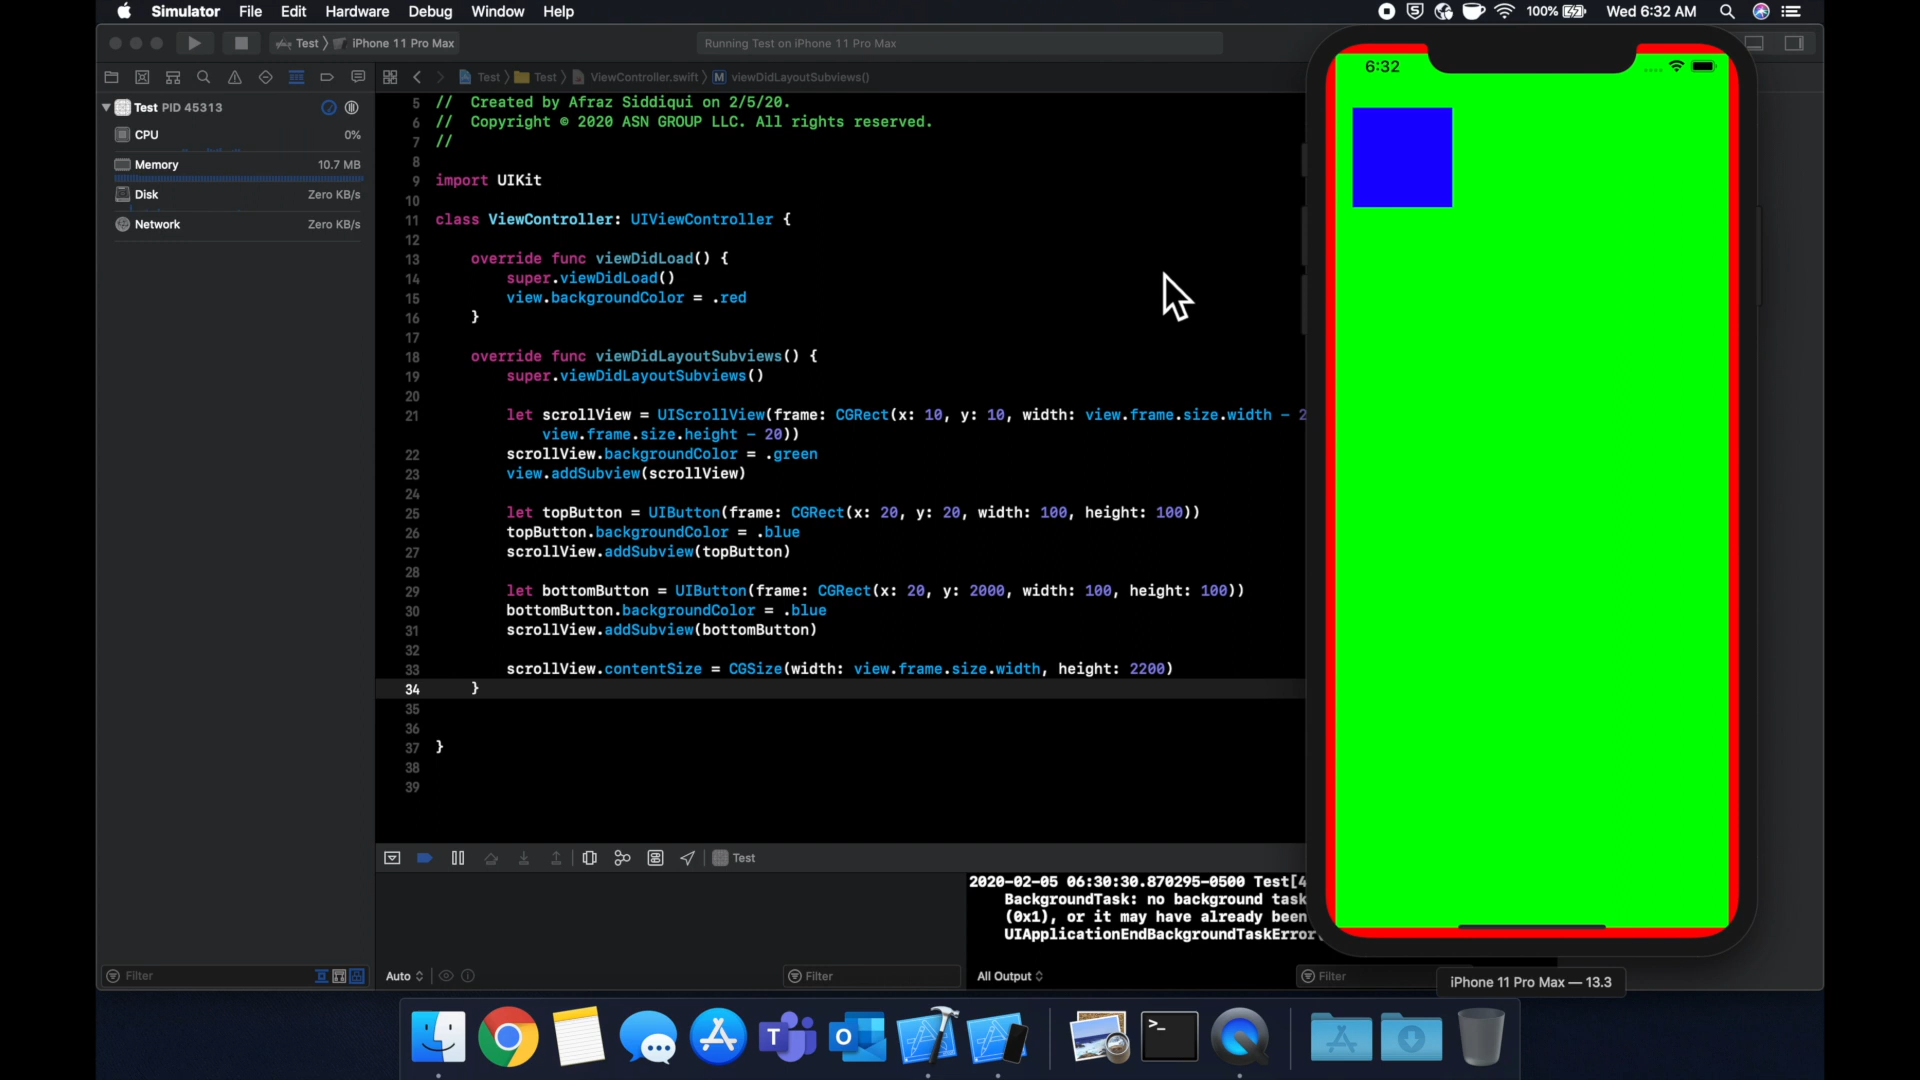 Simulator File Edit Hardware Debug Window Help
100% Wed 6:32 AM
Test iPhone 11 Pro Max
Running Test on iPhone 11 Pro Max
Test Test ViewController.swift M viewDidLayoutSubviews()
Test PID 45313
CPU 0%
Memory 10.7 MB
Disk Zero KB/s
Network Zero KB/s
5 // Created by Afraz Siddiqui on 2/5/20.
6 // Copyright © 2020 ASN GROUP LLC. All rights reserved.
7 //
8
9 import UIKit
10
11 class ViewController: UIViewController {
12
13 override func viewDidLoad() {
14 super.viewDidLoad()
15 view.backgroundColor = .red
16 }
17
18 override func viewDidLayoutSubviews() {
19 super.viewDidLayoutSubviews()
20
21 let scrollView = UIScrollView(frame: CGRect(x: 10, y: 10, width: view.frame.size.width - 2
view.frame.size.height - 20))
22 scrollView.backgroundColor = .green
23 view.addSubview(scrollView)
24
25 let topButton = UIButton(frame: CGRect(x: 20, y: 20, width: 100, height: 100))
26 topButton.backgroundColor = .blue
27 scrollView.addSubview(topButton)
28
29 let bottomButton = UIButton(frame: CGRect(x: 20, y: 2000, width: 100, height: 100))
30 bottomButton.backgroundColor = .blue
31 scrollView.addSubview(bottomButton)
32
33 scrollView.contentSize = CGSize(width: view.frame.size.width, height: 2200)
34 }
35
36
37 }
38
39
6:32
Test
2020-02-05 06:30:30.870295-0500 Test[4
BackgroundTask: no background task
(0x1), or it may have already been
UIApplicationEndBackgroundTaskError
Filter
Auto
Filter
All Output
Filter
iPhone 11 Pro Max — 13.3